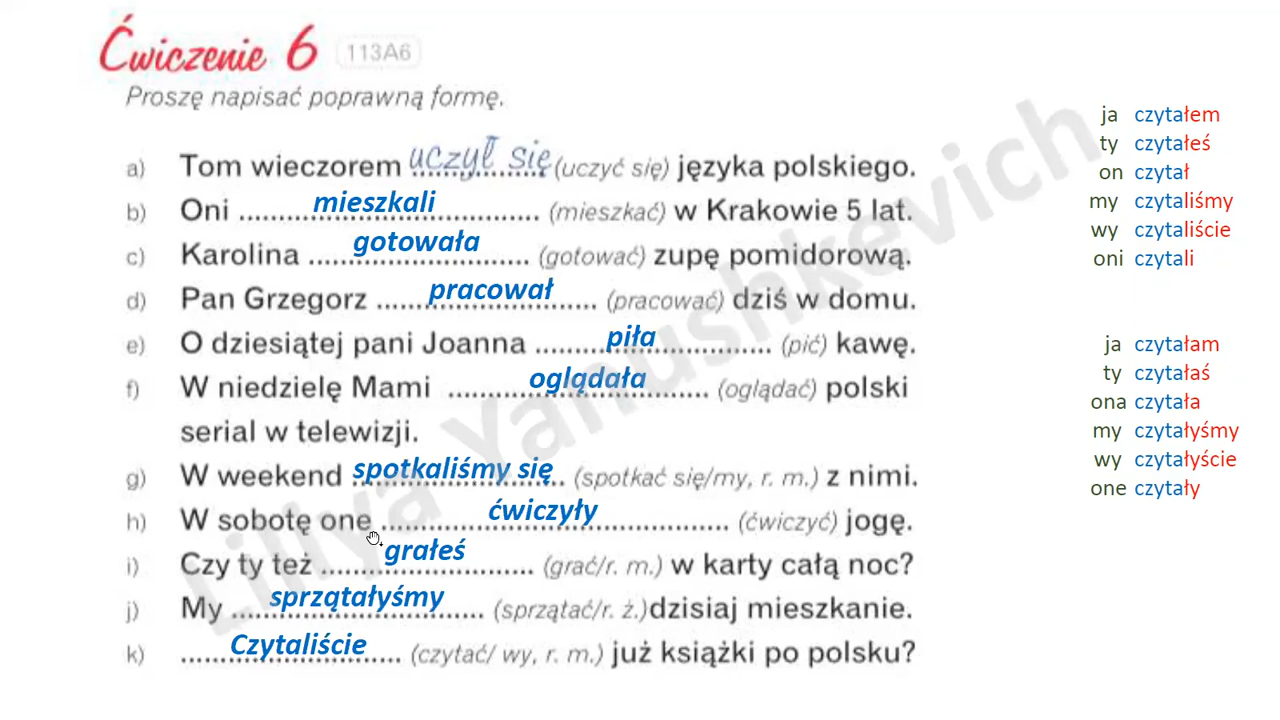 Ćwiczenie 6 113A6
Proszę napisać poprawną formę.
a) Tom wieczorem uczył się (uczyć się) języka polskiego.
b) Oni mieszkali (mieszkać) w Krakowie 5 lat.
c) Karolina gotowała (gotować) zupę pomidorową.
d) Pan Grzegorz pracował (pracować) dziś w domu.
e) O dziesiątej pani Joanna piła (pić) kawę.
f) W niedzielę Mami oglądała (oglądać) polski
serial w telewizji.
g) W weekend spotkaliśmy się (spotkać się/my, r. m.) z nimi.
h) W sobotę one ćwiczyły (ćwiczyć) jogę.
i) Czy ty też grałeś (grać/r. m.) w karty całą noc?
j) My sprzątałyśmy (sprzątać/r. ż.) dzisiaj mieszkanie.
k) Czytaliście (czytać/ wy, r. m.) już książki po polsku?
ja czytałem
ty czytałeś
on czytał
my czytaliśmy
wy czytaliście
oni czytali
ja czytałam
ty czytałaś
ona czytała
my czytałyśmy
wy czytałyście
one czytały
Liliya Yanushkevich